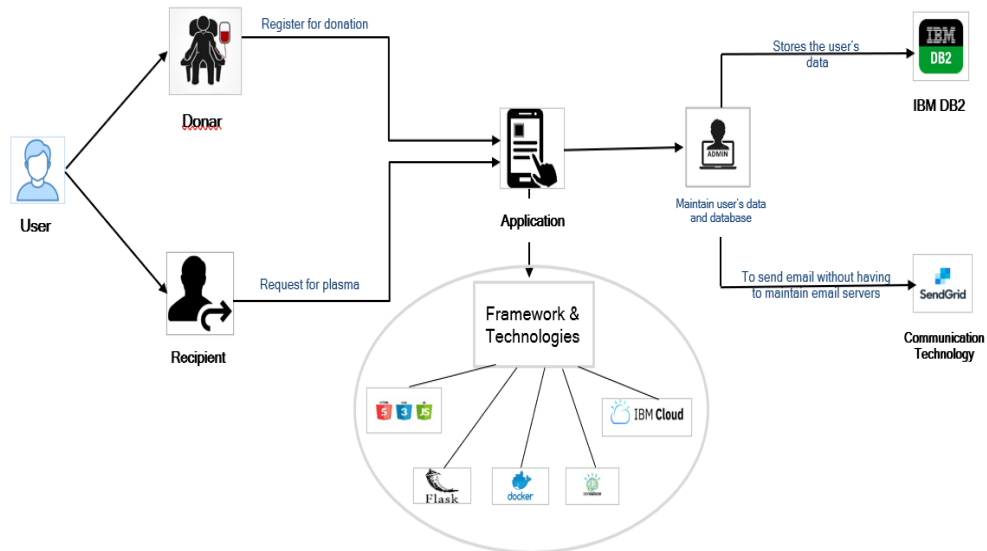 Register for donation
Donar
User
Request for plasma
Recipient
Application
ADMIN
Maintain user's data
and database
Stores the user's
data
IBM
DB2
IBM DB2
To send email without having
to maintain email servers
SendGrid
Communication
Technology
Framework &
Technologies
5 3 JS
IBM Cloud
Flask
docker